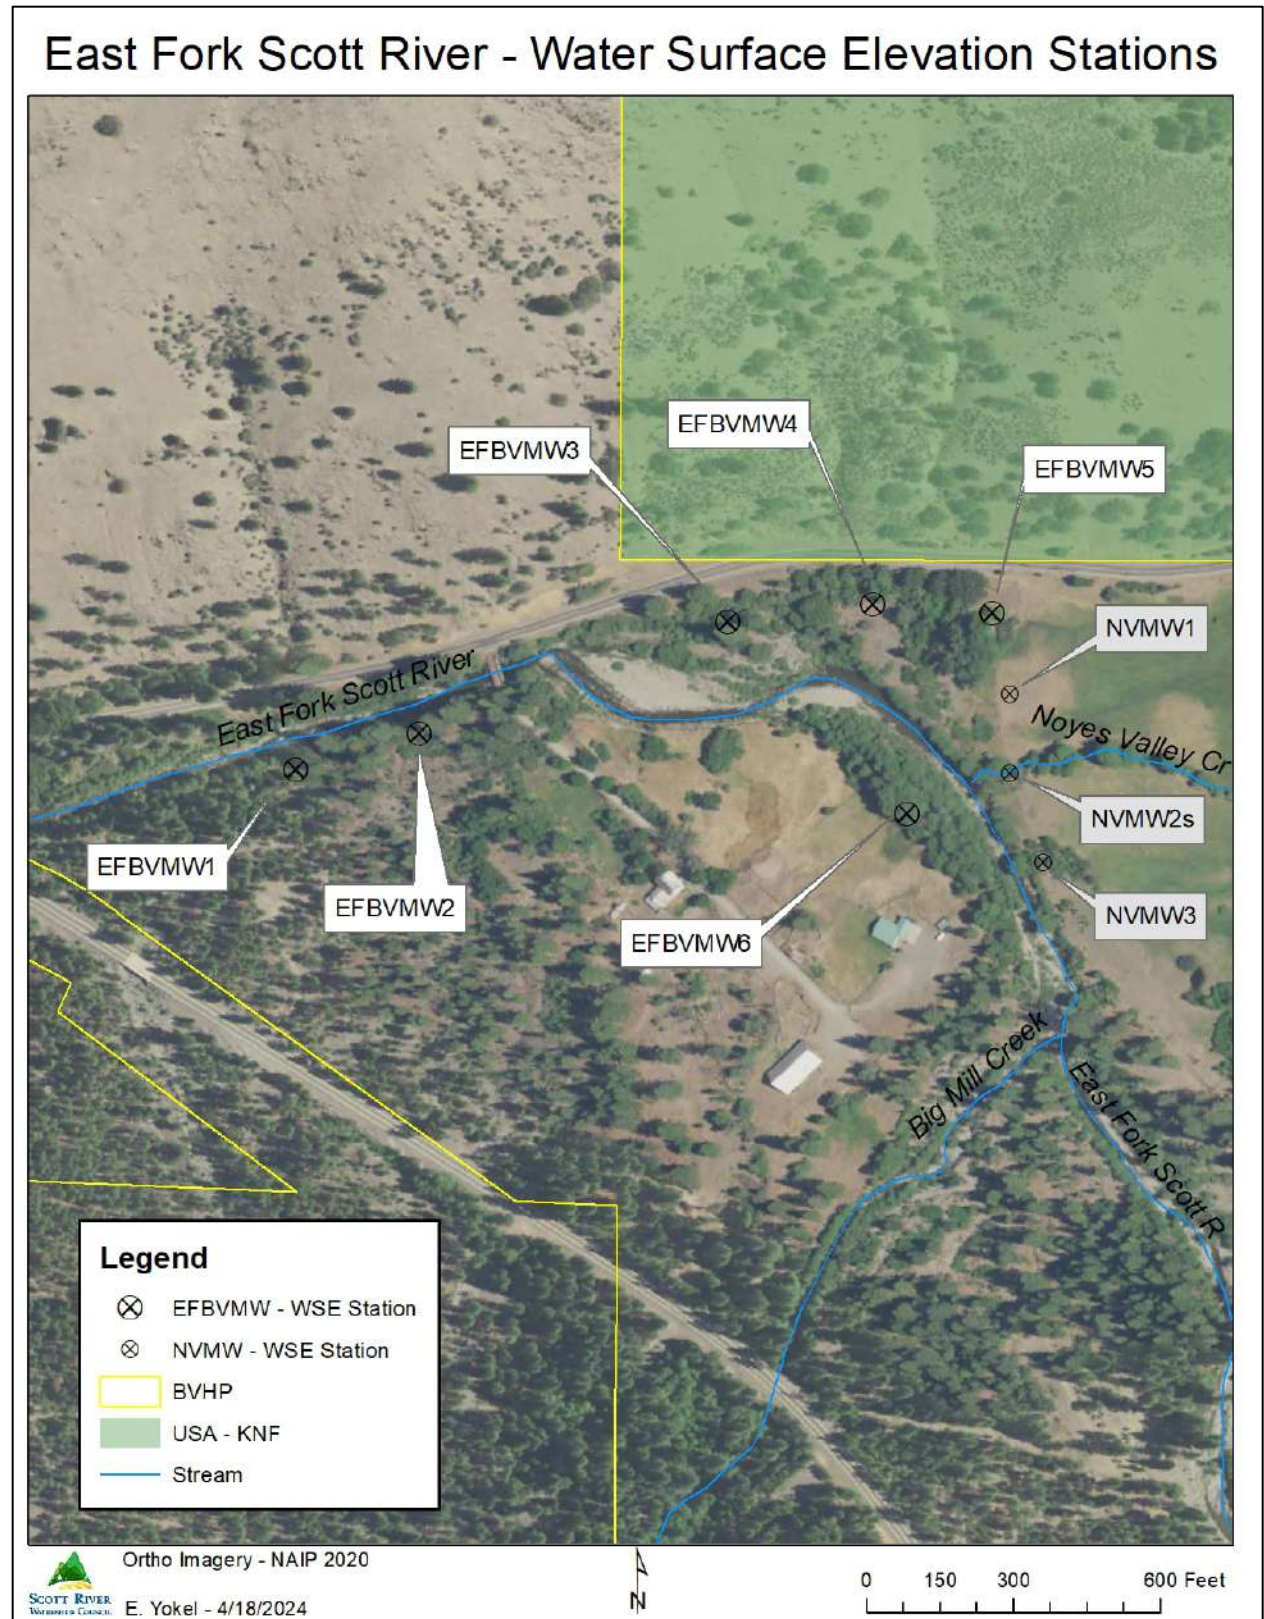 East Fork Scott River - Water Surface Elevation Stations
EFBVMW4
EFBVMW3
EFBVMW5
NVMW1
East Fork Scott River
Noyes Valley Cr
NVMW2s
EFBVMW1
EFBVMW2
NVMW3
EFBVMW6
Big Mill Creek
East Fork Scott R
Legend
EFBVMW - WSE Station
NVMW - WSE Station
BVHP
USA - KNF
Stream
Ortho Imagery - NAIP 2020
SCOTT RIVER
WATERSHED COUNCIL
E. Yokel - 4/18/2024
N
0 150 300 600 Feet